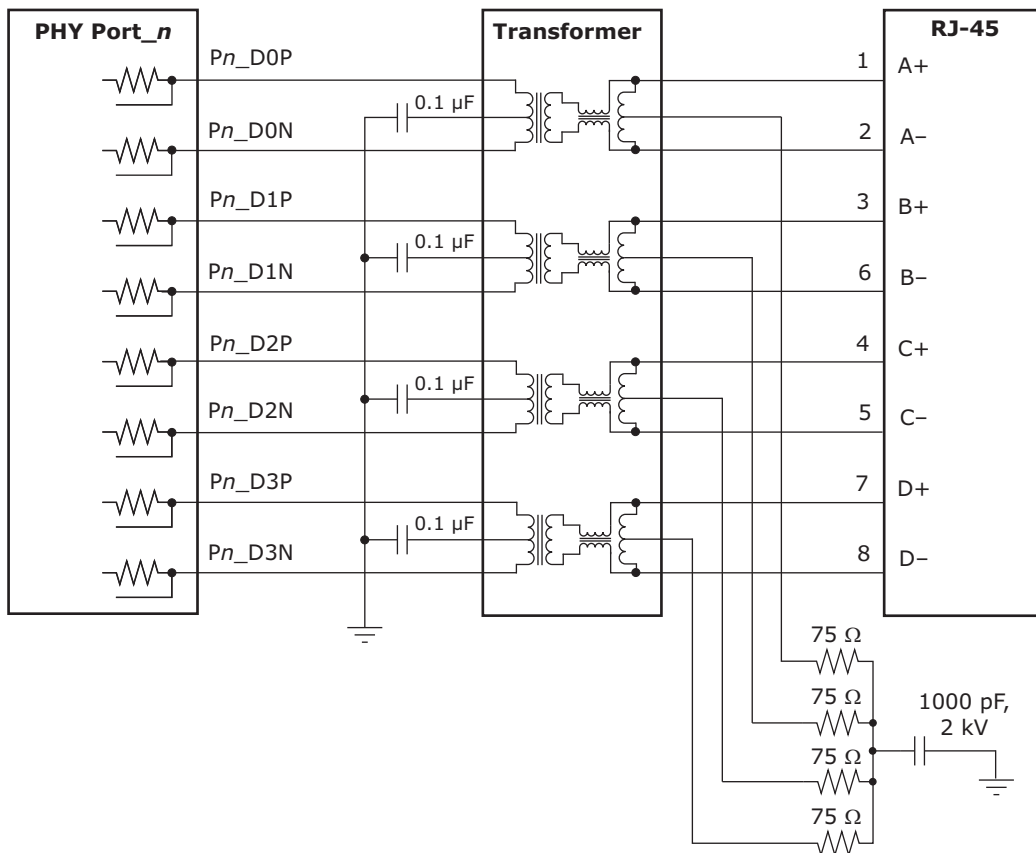 PHY Port_n
Transformer
RJ-45
Pn_D0P
1 A+
0.1 µF
Pn_D0N
2 A−
Pn_D1P
3 B+
0.1 µF
Pn_D1N
6 B−
Pn_D2P
4 C+
0.1 µF
Pn_D2N
5 C−
Pn_D3P
7 D+
0.1 µF
Pn_D3N
8 D−
75 Ω
75 Ω
1000 pF,
2 kV
75 Ω
75 Ω